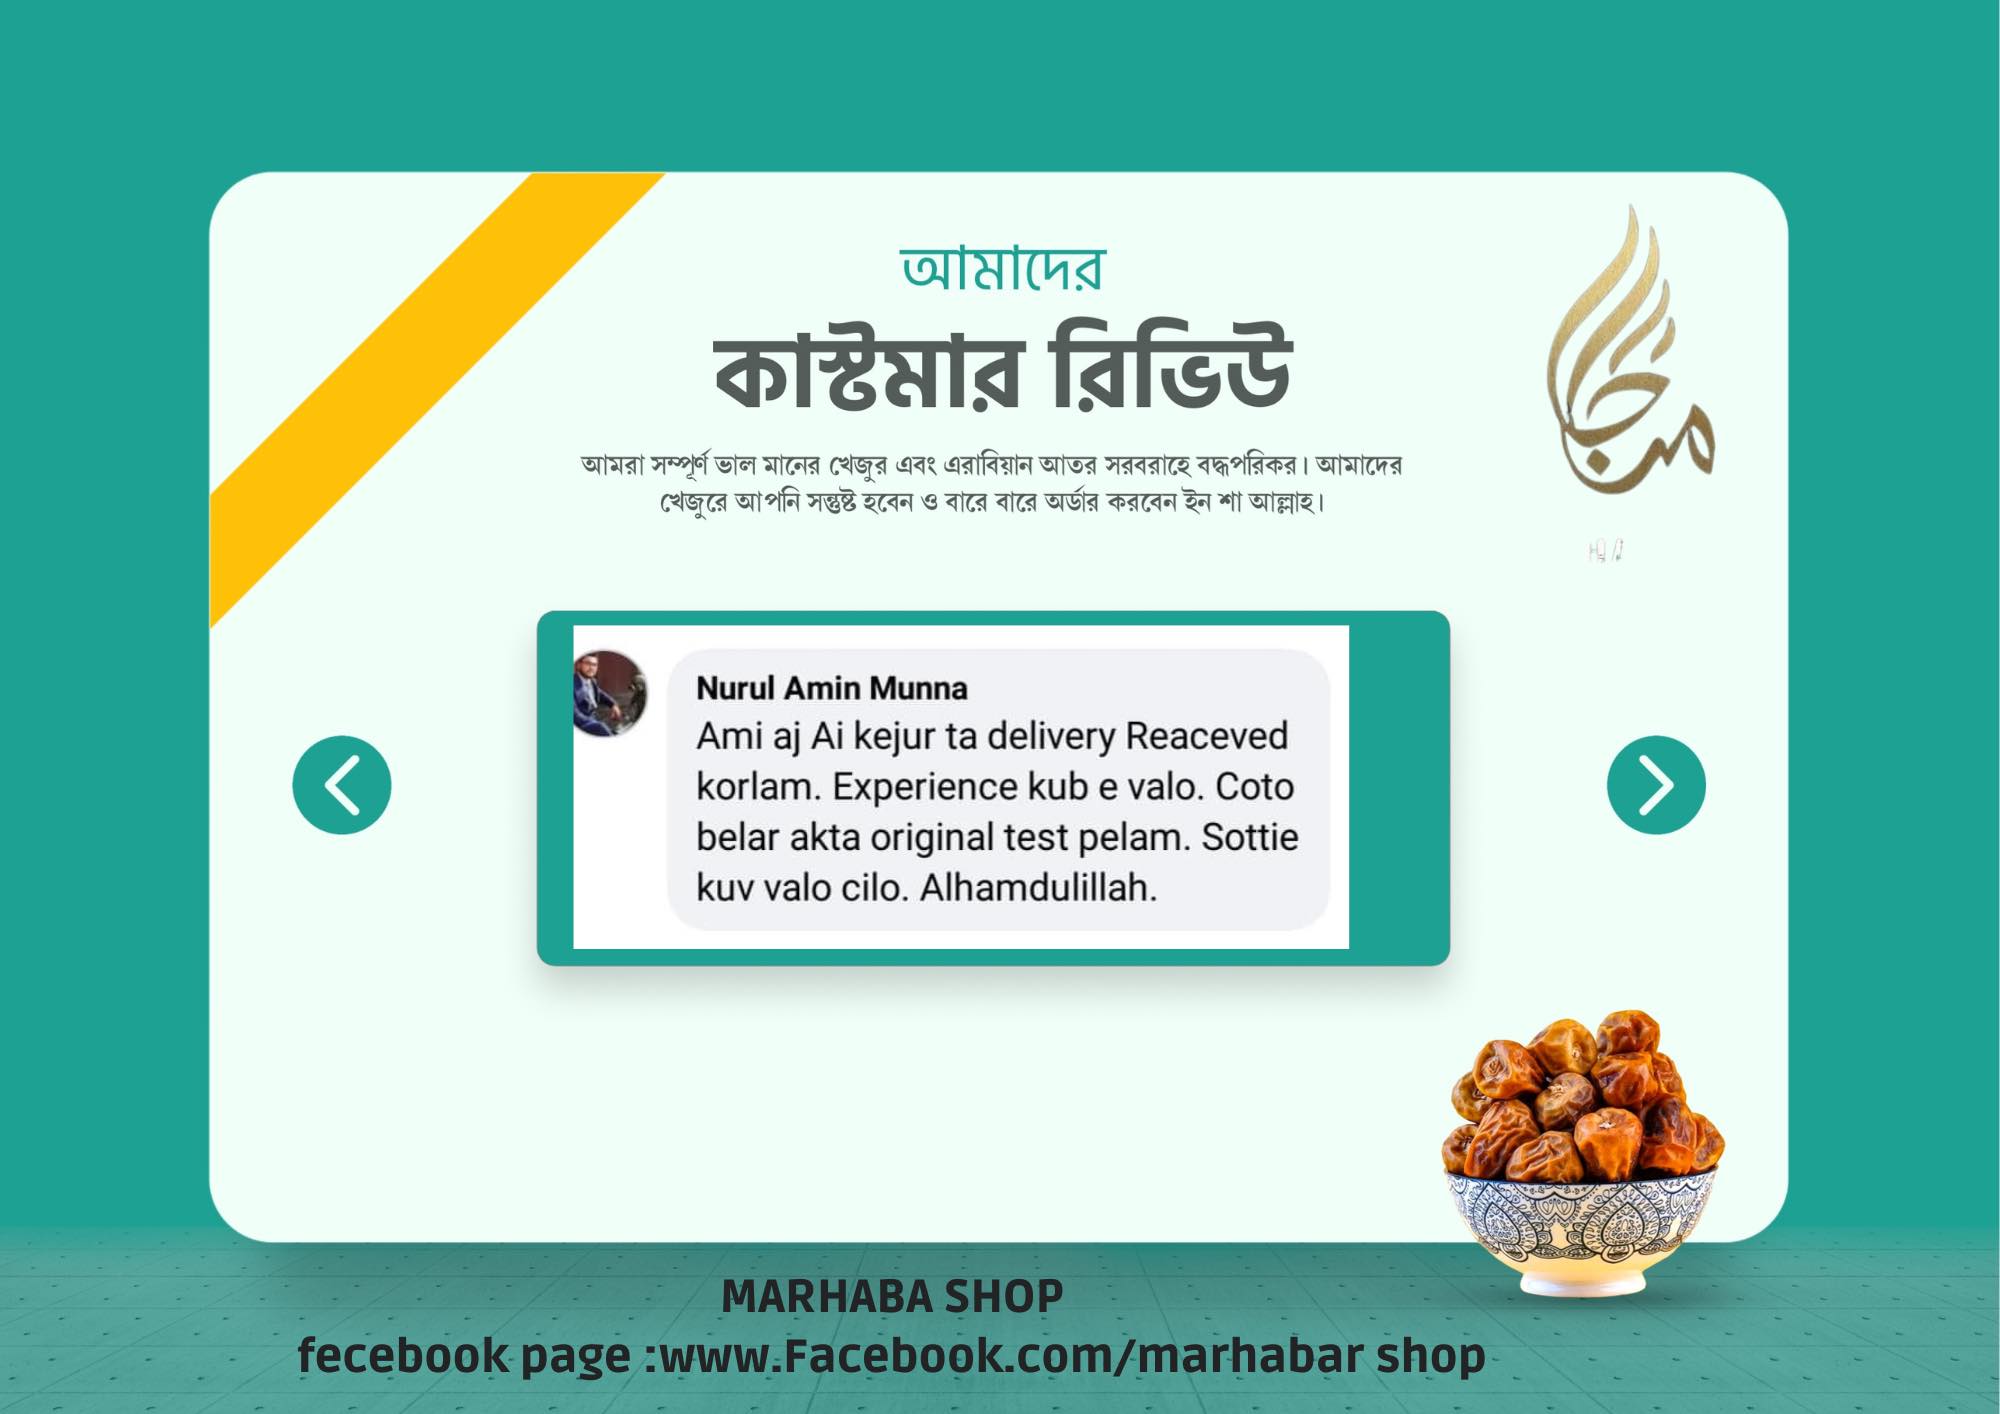 আমাদের
কাস্টমার রিভিউ
আমরা সম্পূর্ণ ভাল মানের খেজুর এবং এরাবিয়ান আতর সরবরাহে বদ্ধপরিকর। আমাদের
খেজুরে আপনি সন্তুষ্ট হবেন ও বারে বারে অর্ডার করবেন ইন শা আল্লাহ।
Nurul Amin Munna
Ami aj Ai kejur ta delivery Reaceved
korlam. Experience kub e valo. Coto
belar akta original test pelam. Sottie
kuv valo cilo. Alhamdulillah.
MARHABA SHOP
fecebook page :www.Facebook.com/marhabar shop